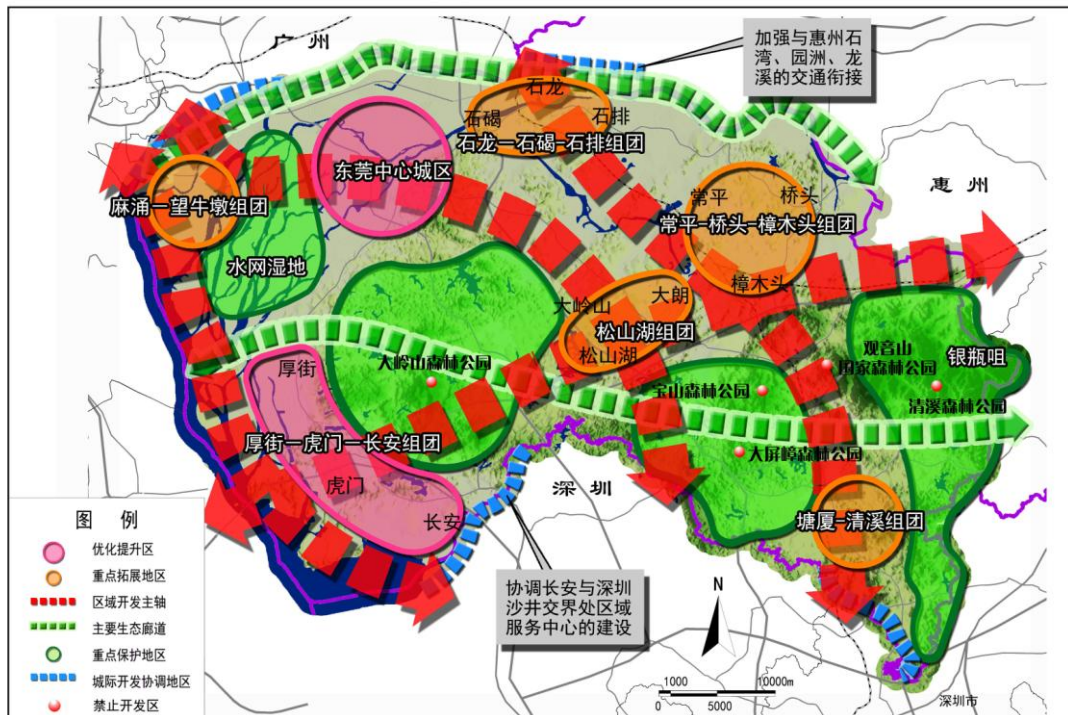 广州
加强与惠州石
湾、园洲、龙
溪的交通衔接
石龙
石碣
石排
石龙—石碣—石排组团
东莞中心城区
惠州
常平
桥头
常平-桥头-樟木头组团
麻涌—望牛墩组团
水网湿地
樟木头
大朗
大岭山
松山湖组团
松山湖
观音山
国家森林公园
银瓶咀
厚街
大岭山森林公园
宝山森林公园
清溪森林公园
厚街—虎门—长安组团
大屏嶂森林公园
虎门
深圳
长安
塘厦-清溪组团
图例
优化提升区
重点拓展地区
区域开发主轴
主要生态廊道
重点保护地区
城际开发协调地区
禁止开发区
协调长安与深圳
沙井交界处区域
服务中心的建设
N
1000 10000m
0 5000
深圳市